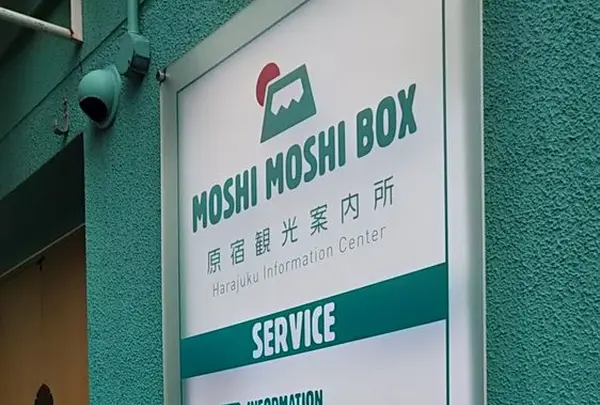 MOSHI MOSHI BOX
原宿観光案内所
Harajuku Information Center
SERVICE
INFORMATION